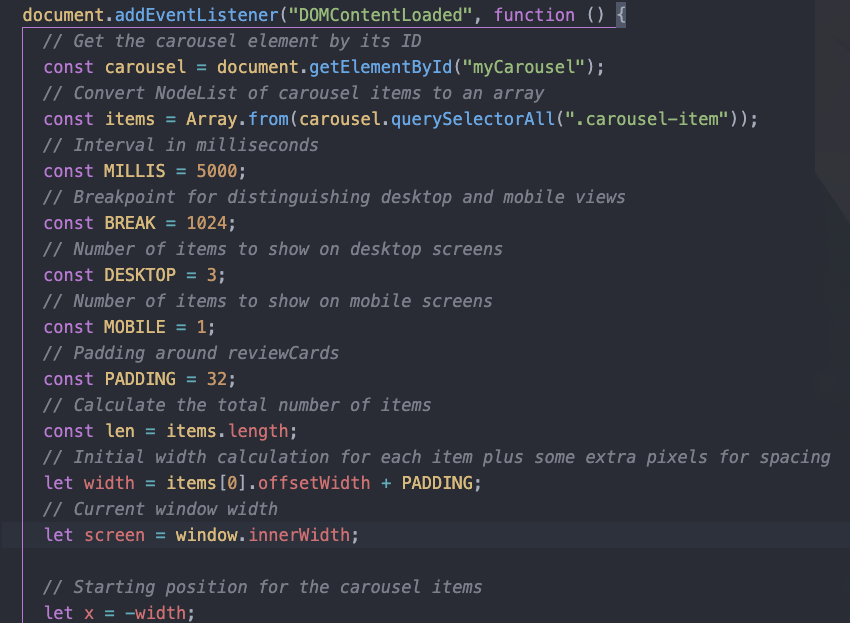 document.addEventListener("DOMContentLoaded", function () {
// Get the carousel element by its ID
const carousel = document.getElementById("myCarousel");
// Convert NodeList of carousel items to an array
const items = Array.from(carousel.querySelectorAll(".carousel-item"));
// Interval in milliseconds
const MILLIS = 5000;
// Breakpoint for distinguishing desktop and mobile views
const BREAK = 1024;
// Number of items to show on desktop screens
const DESKTOP = 3;
// Number of items to show on mobile screens
const MOBILE = 1;
// Padding around reviewCards
const PADDING = 32;
// Calculate the total number of items
const len = items.length;
// Initial width calculation for each item plus some extra pixels for spacing
let width = items[0].offsetWidth + PADDING;
// Current window width
let screen = window.innerWidth;
// Starting position for the carousel items
let x = -width;